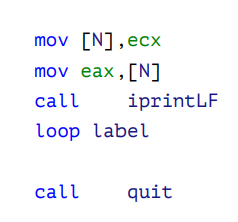 mov [N],ecx
mov eax,[N]
call    iprintLF
loop label
call    quit